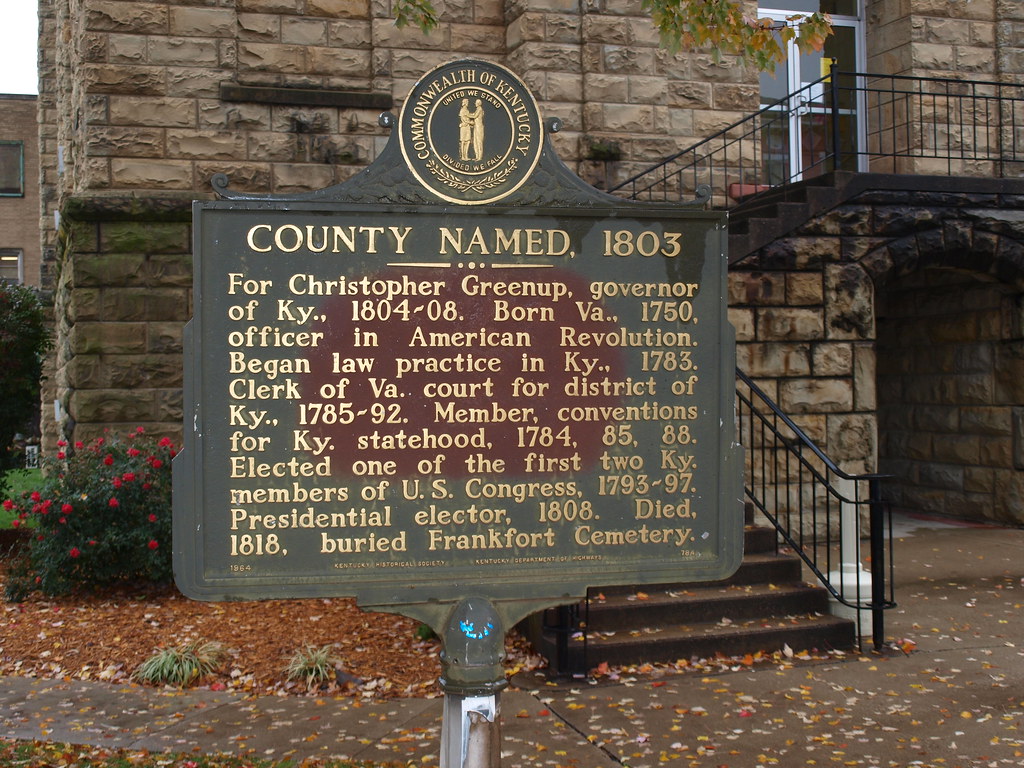 COMMONWEALTH OF KENTUCKY
UNITED WE STAND
DIVIDED WE FALL
COUNTY NAMED, 1803
For Christopher Greenup, governor
of Ky., 1804-08. Born Va., 1750,
officer in American Revolution.
Began law practice in Ky., 1783.
Clerk of Va. court for district of
Ky., 1785-92. Member, conventions
for Ky. statehood, 1784, 85, 88.
Elected one of the first two Ky.
members of U.S. Congress, 1793-97.
Presidential elector, 1808. Died,
1818, buried Frankfort Cemetery.
1964 KENTUCKY HISTORICAL SOCIETY KENTUCKY DEPARTMENT OF HIGHWAYS 784